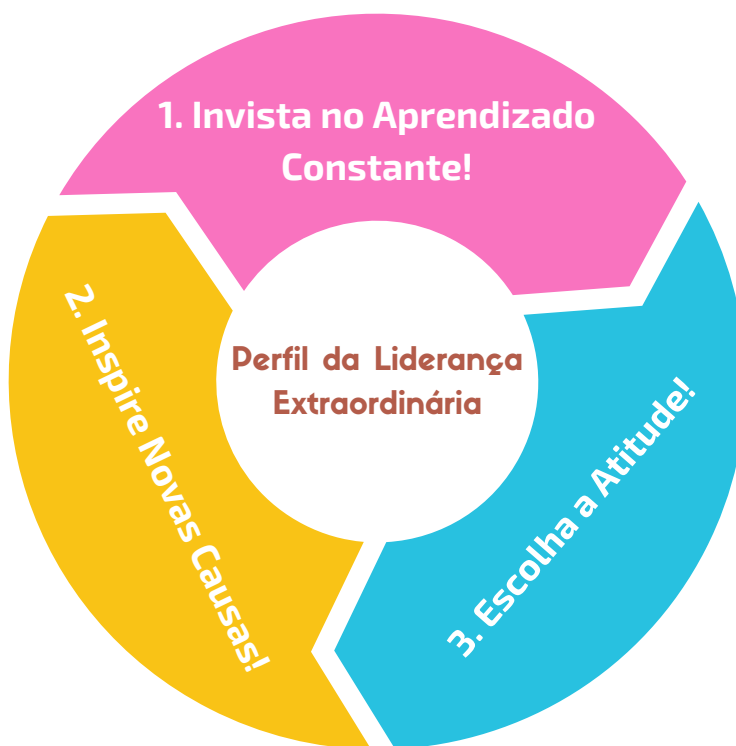 1. Invista no Aprendizado
Constante!
2. Inspire Novas Causas!
3. Escolha a Atitude!
Perfil da Liderança
Extraordinária